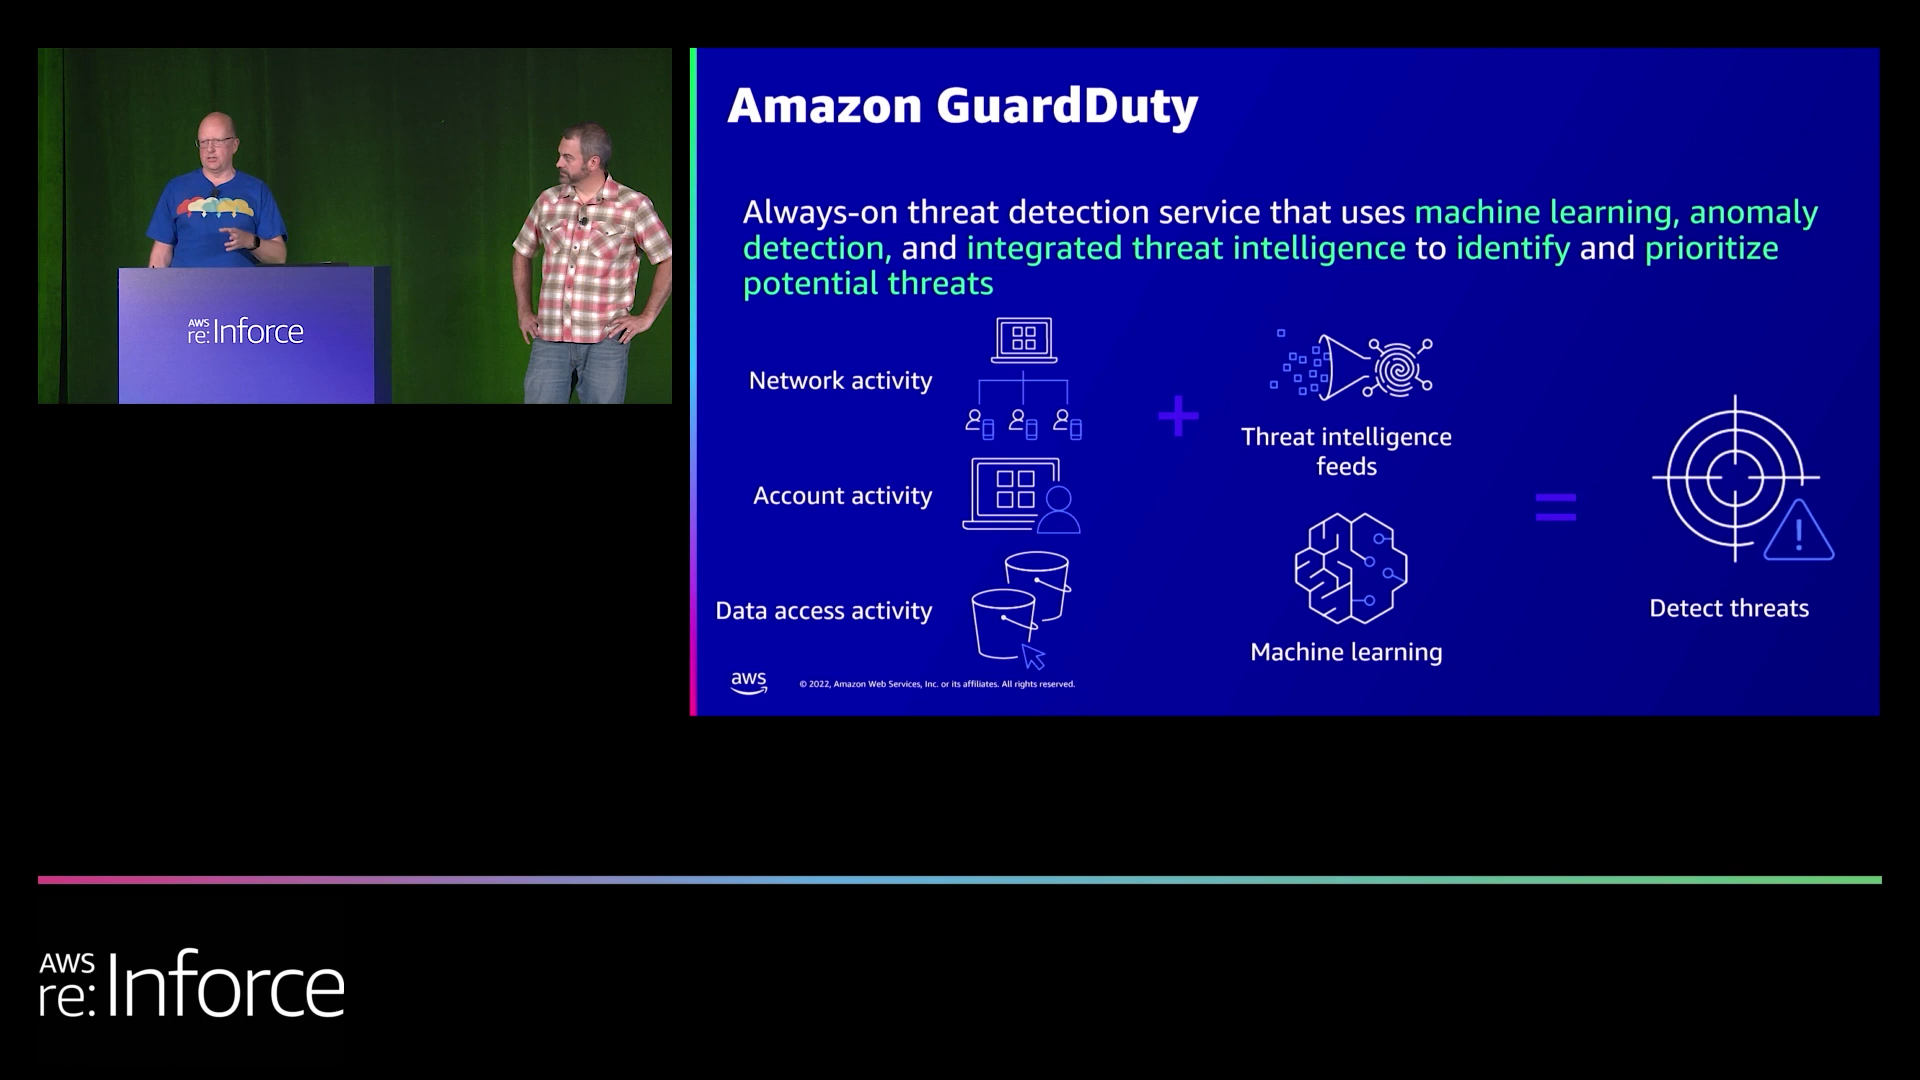 AWS
re:Inforce
Amazon GuardDuty
Always-on threat detection service that uses machine learning, anomaly
detection, and integrated threat intelligence to identify and prioritize
potential threats
Network activity
Account activity
Data access activity
+
Threat intelligence
feeds
Machine learning
=
Detect threats
aws
© 2022, Amazon Web Services, Inc. or its affiliates. All rights reserved.
AWS
re:Inforce